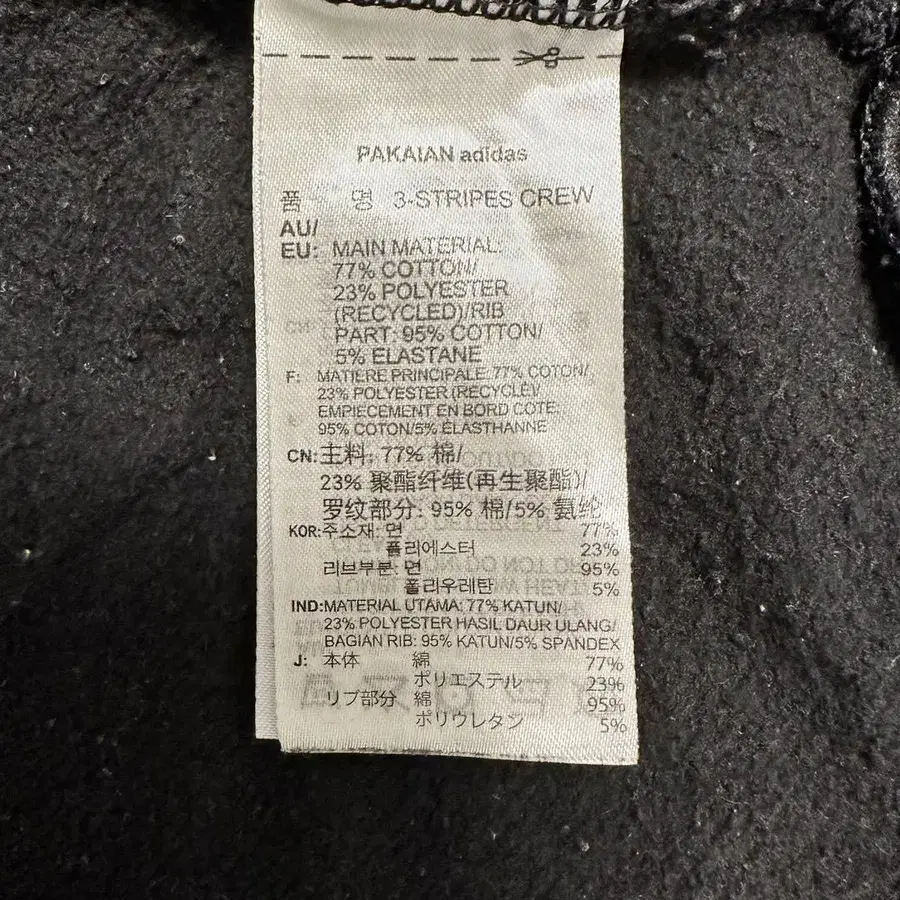 PAKAIAN adidas
품 명 3-STRIPES CREW
AU/
EU: MAIN MATERIAL:
77% COTTON/
23% POLYESTER
(RECYCLED)/RIB
PART: 95% COTTON/
5% ELASTANE
F: MATIÈRE PRINCIPALE: 77% COTON/
23% POLYESTER (RECYCLÉ)/
EMPIECEMENT EN BORD COTE:
95% COTON/5% ÉLASTHANNE
CN: 主料: 77% 棉/
23% 聚酯纤维(再生聚酯)/
罗纹部分: 95% 棉/5% 氨纶
KOR: 주소재: 면 77%
폴리에스터 23%
리브부분: 면 95%
폴리우레탄 5%
IND: MATERIAL UTAMA: 77% KATUN/
23% POLYESTER HASIL DAUR ULANG/
BAGIAN RIB: 95% KATUN/5% SPANDEX
J: 本体 綿 77%
ポリエステル 23%
リブ部分 綿 95%
ポリウレタン 5%